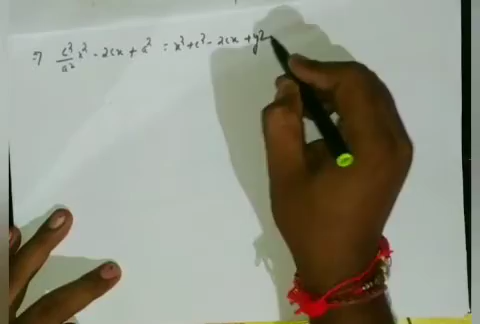 ⇒ c²/a² x² - 2cx + a² = x² + c² - 2cx + y²